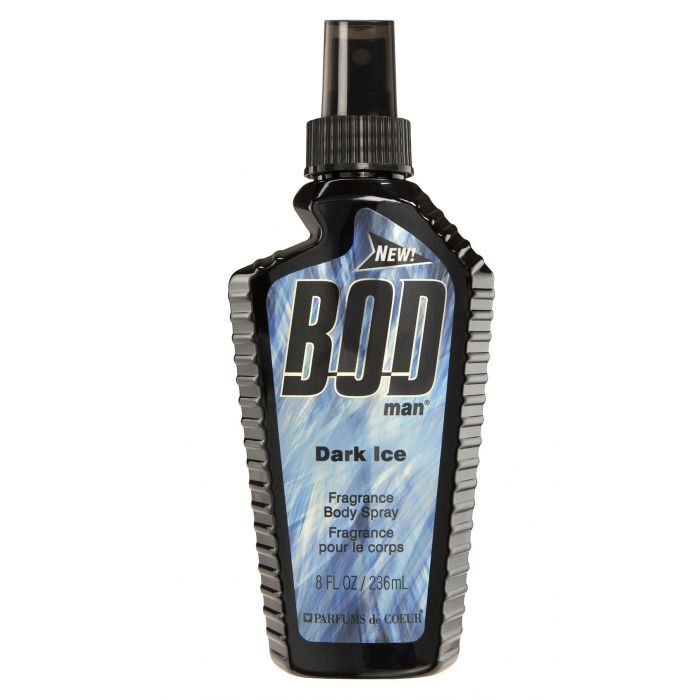 NEW!
BOD
man®
Dark Ice
Fragrance
Body Spray
Fragrance
pour le corps
8 FL OZ / 236mL
PARFUMS de COEUR®